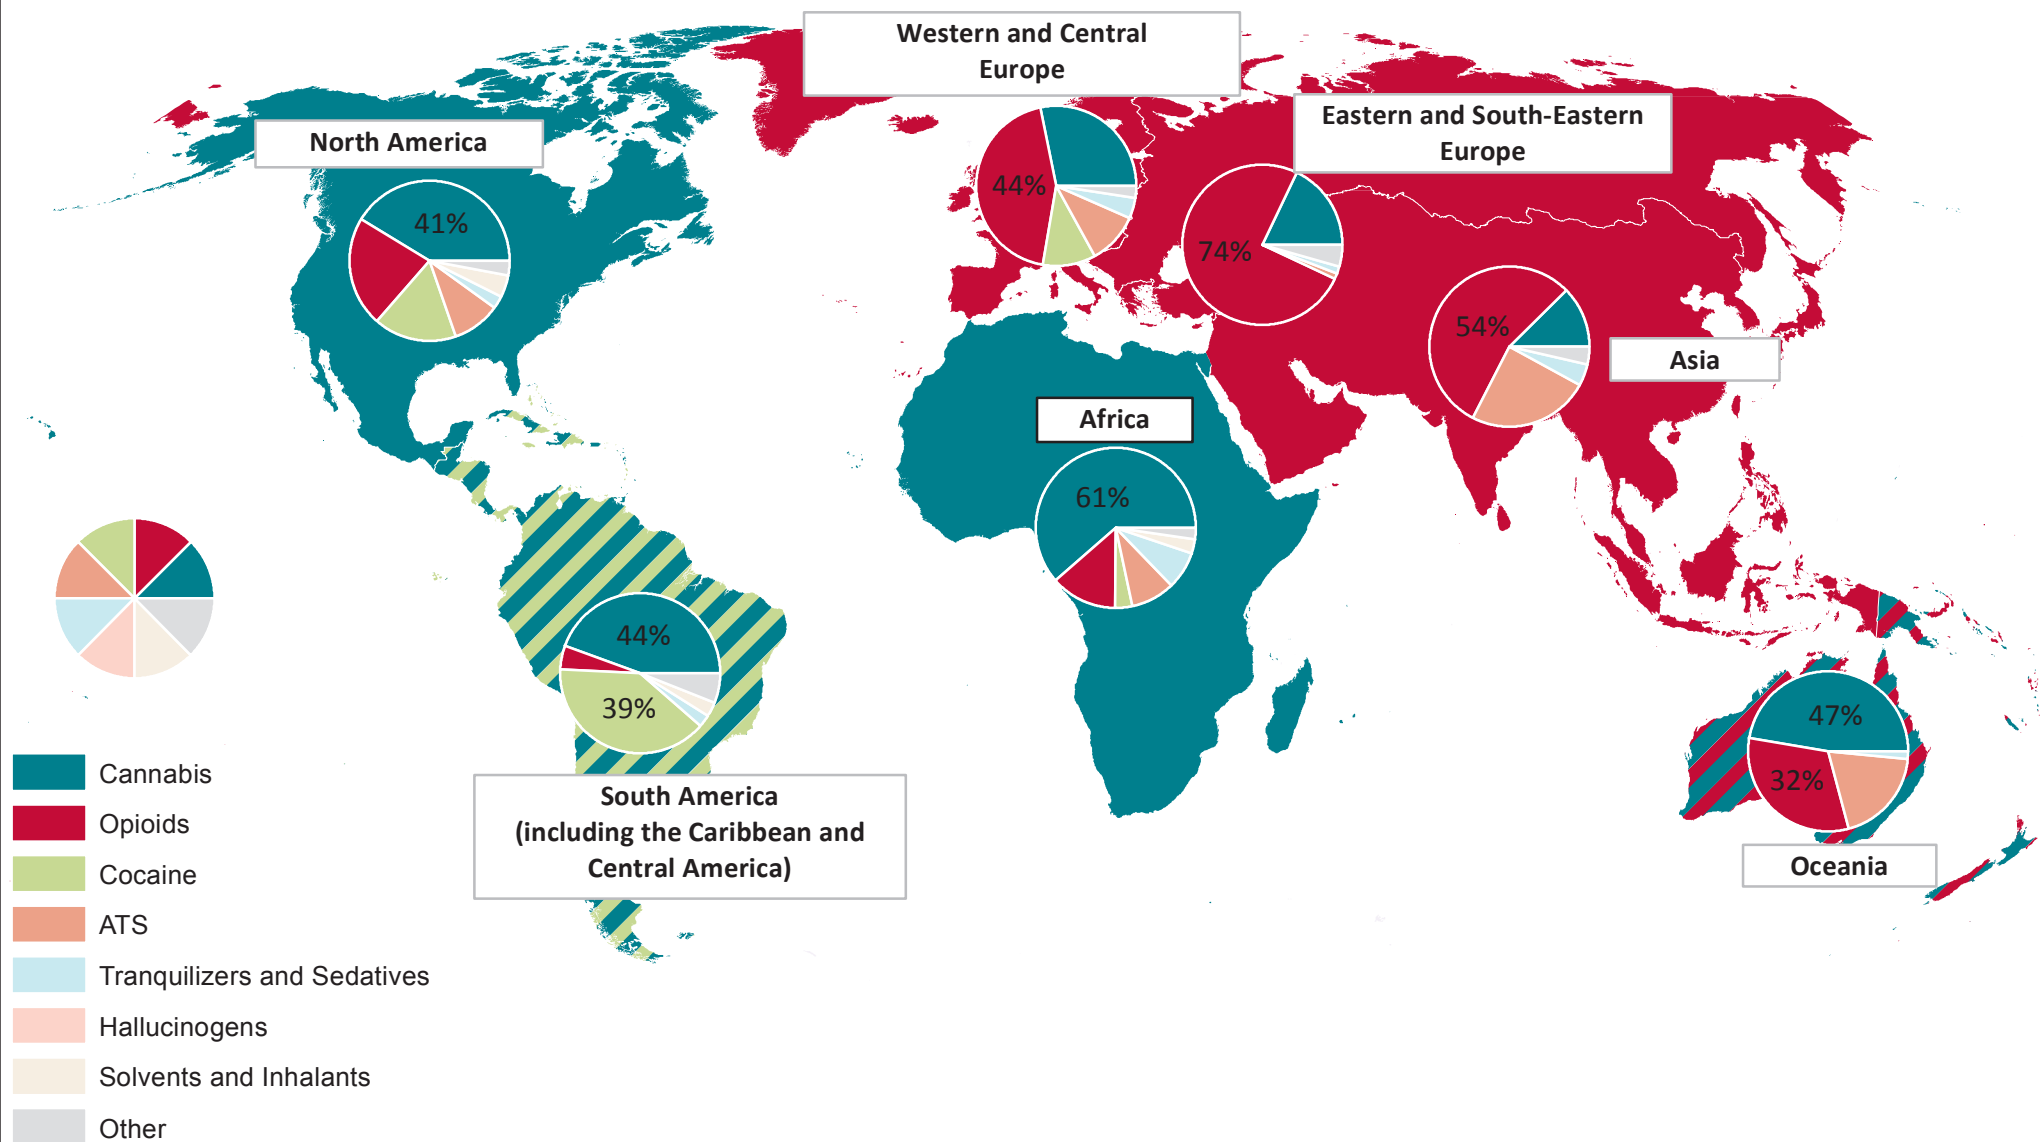 Western and Central
Europe
Eastern and South-Eastern
Europe
North America
41%
44%
74%
54%
Asia
Africa
61%
44%
39%
South America
(including the Caribbean and
Central America)
47%
32%
Oceania
Cannabis
Opioids
Cocaine
ATS
Tranquilizers and Sedatives
Hallucinogens
Solvents and Inhalants
Other